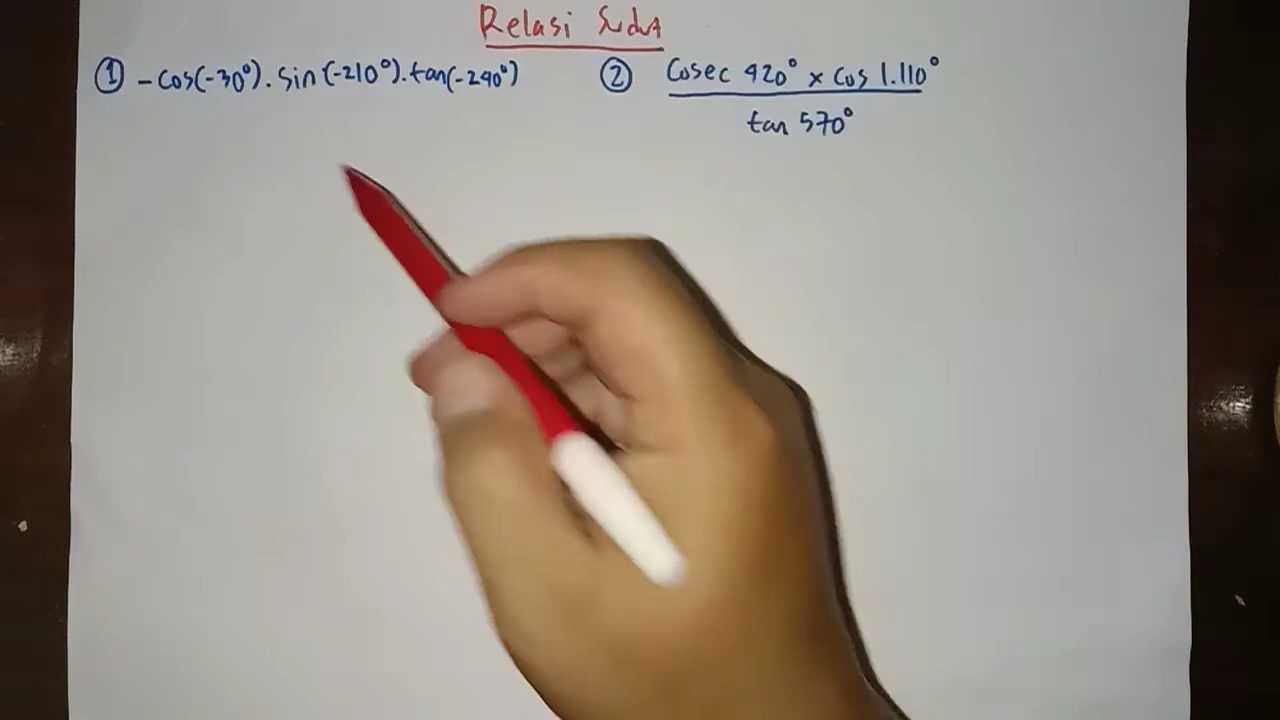 Relasi Sudut
① -cos(-30°).sin(-210°).tan(-240°)
② Cosec 420° x cos 1.110°
tan 570°